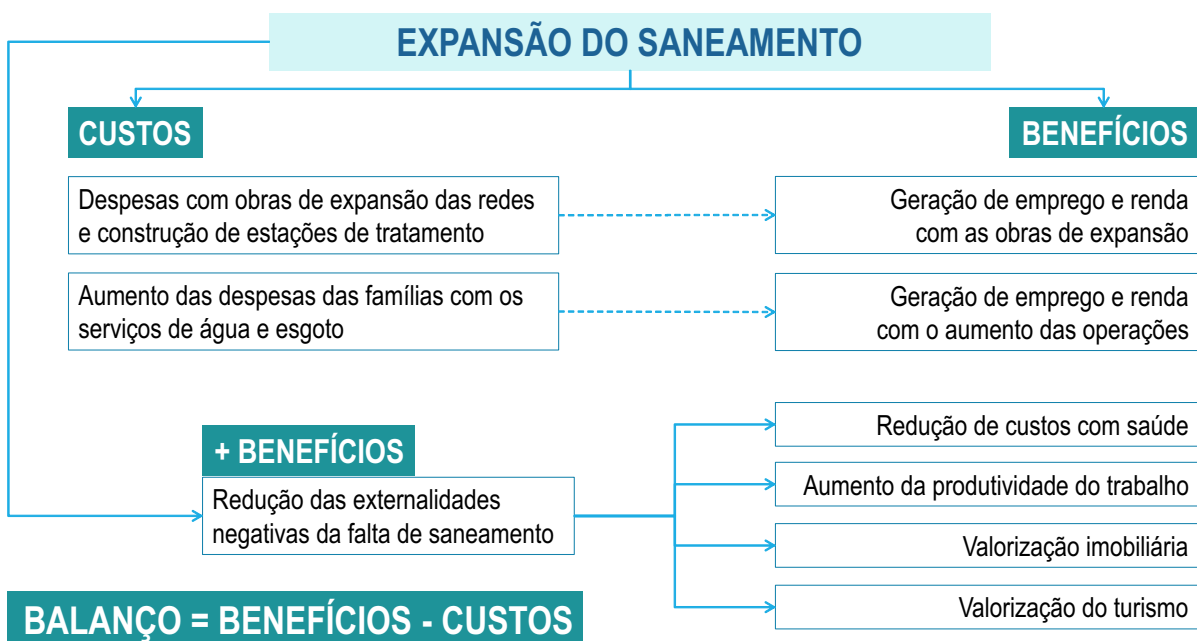 EXPANSÃO DO SANEAMENTO
CUSTOS
BENEFÍCIOS
Despesas com obras de expansão das redes
e construção de estações de tratamento
Geração de emprego e renda
com as obras de expansão
Aumento das despesas das famílias com os
serviços de água e esgoto
Geração de emprego e renda
com o aumento das operações
+ BENEFÍCIOS
Redução das externalidades
negativas da falta de saneamento
Redução de custos com saúde
Aumento da produtividade do trabalho
Valorização imobiliária
Valorização do turismo
BALANÇO = BENEFÍCIOS - CUSTOS